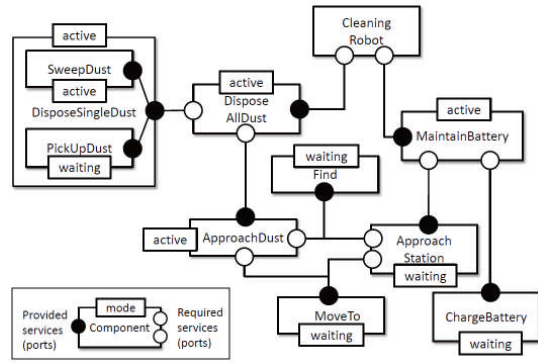 active
SweepDust
active
DisposeSingleDust
PickUpDust
waiting
active
Dispose
AllDust
Cleaning
Robot
active
MaintainBattery
waiting
Find
active
ApproachDust
Approach
Station
waiting
MoveTo
waiting
ChargeBattery
waiting
Provided
services
(ports)
mode
Component
Required
services
(ports)